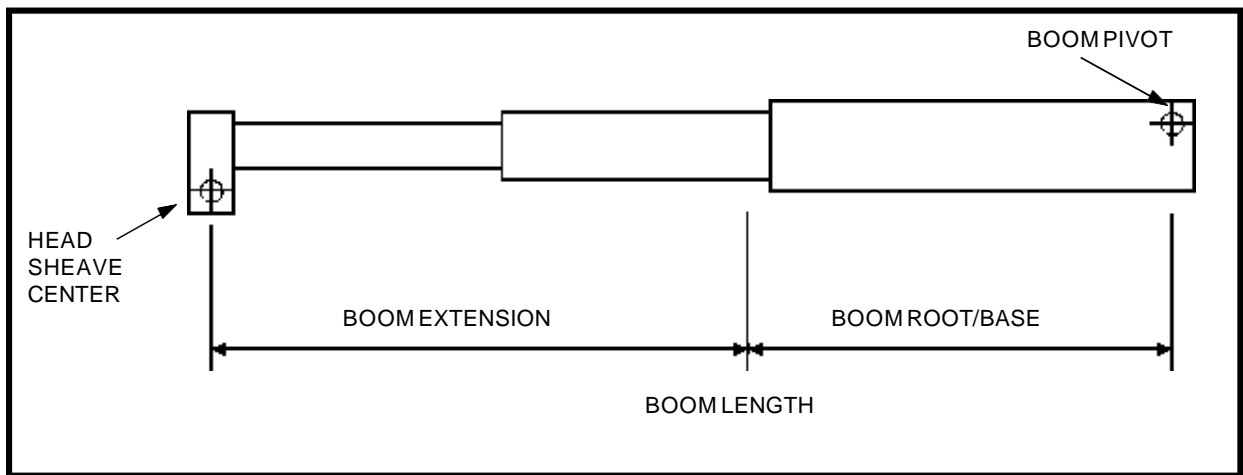 BOOM PIVOT
HEAD
SHEAVE
CENTER
BOOM EXTENSION
BOOM ROOT/BASE
BOOM LENGTH